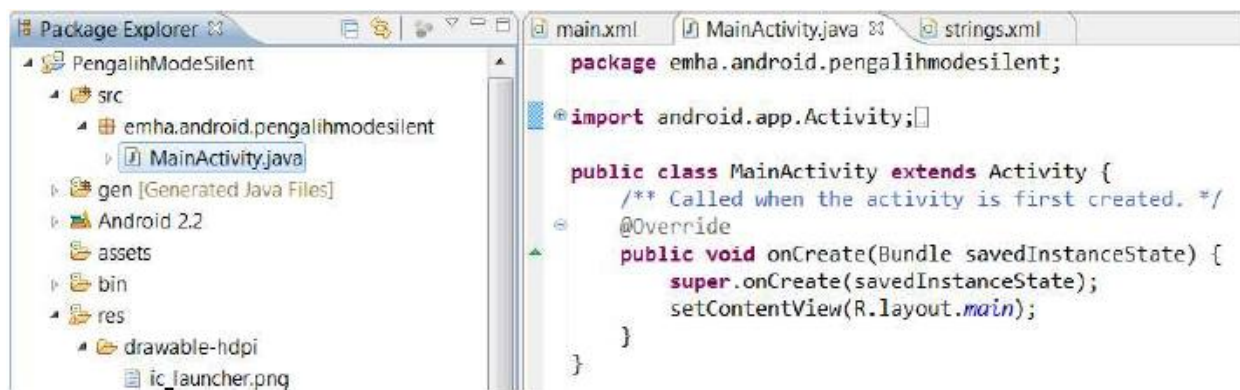 Package Explorer
PengalihModeSilent
src
emha.android.pengalihmodesilent
MainActivity.java
gen [Generated Java Files]
Android 2.2
assets
bin
res
drawable-hdpi
ic_launcher.png
main.xml MainActivity.java strings.xml
package emha.android.pengalihmodesilent;
import android.app.Activity;
public class MainActivity extends Activity {
/** Called when the activity is first created. */
@Override
public void onCreate(Bundle savedInstanceState) {
super.onCreate(savedInstanceState);
setContentView(R.layout.main);
}
}